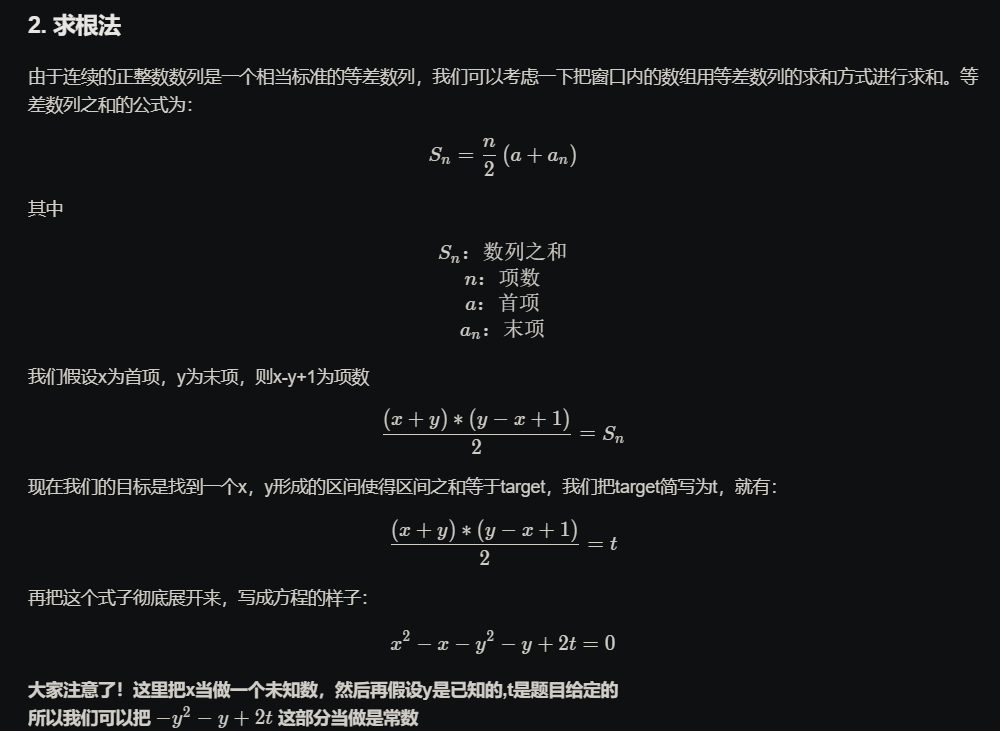 2. 求根法
由于连续的正整数数列是一个相当标准的等差数列，我们可以考虑一下把窗口内的数组用等差数列的求和方式进行求和。等
差数列之和的公式为：
$S_n = \frac{n}{2}(a + a_n)$
其中
$S_n$：数列之和
$n$：项数
$a$：首项
$a_n$：末项
我们假设x为首项，y为末项，则x-y+1为项数
$\frac{(x + y) * (y - x + 1)}{2} = S_n$
现在我们的目标是找到一个x，y形成的区间使得区间之和等于target，我们把target简写为t，就有：
$\frac{(x + y) * (y - x + 1)}{2} = t$
再把这个式子彻底展开来，写成方程的样子：
$x^2 - x - y^2 - y + 2t = 0$
大家注意了！这里把x当做一个未知数，然后再假设y是已知的,t是题目给定的
所以我们可以把 $-y^2 - y + 2t$ 这部分当做是常数